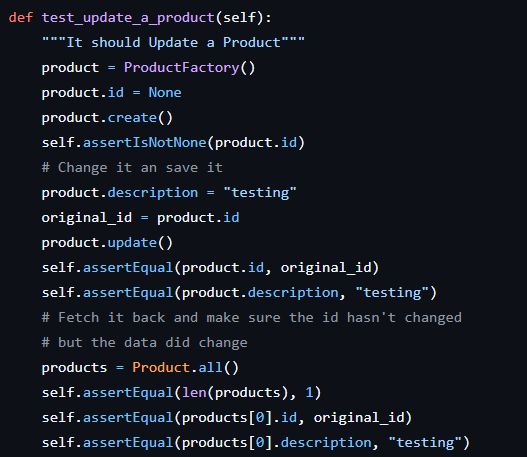 def test_update_a_product(self):
    """It should Update a Product"""
    product = ProductFactory()
    product.id = None
    product.create()
    self.assertIsNotNone(product.id)
    # Change it an save it
    product.description = "testing"
    original_id = product.id
    product.update()
    self.assertEqual(product.id, original_id)
    self.assertEqual(product.description, "testing")
    # Fetch it back and make sure the id hasn't changed
    # but the data did change
    products = Product.all()
    self.assertEqual(len(products), 1)
    self.assertEqual(products[0].id, original_id)
    self.assertEqual(products[0].description, "testing")